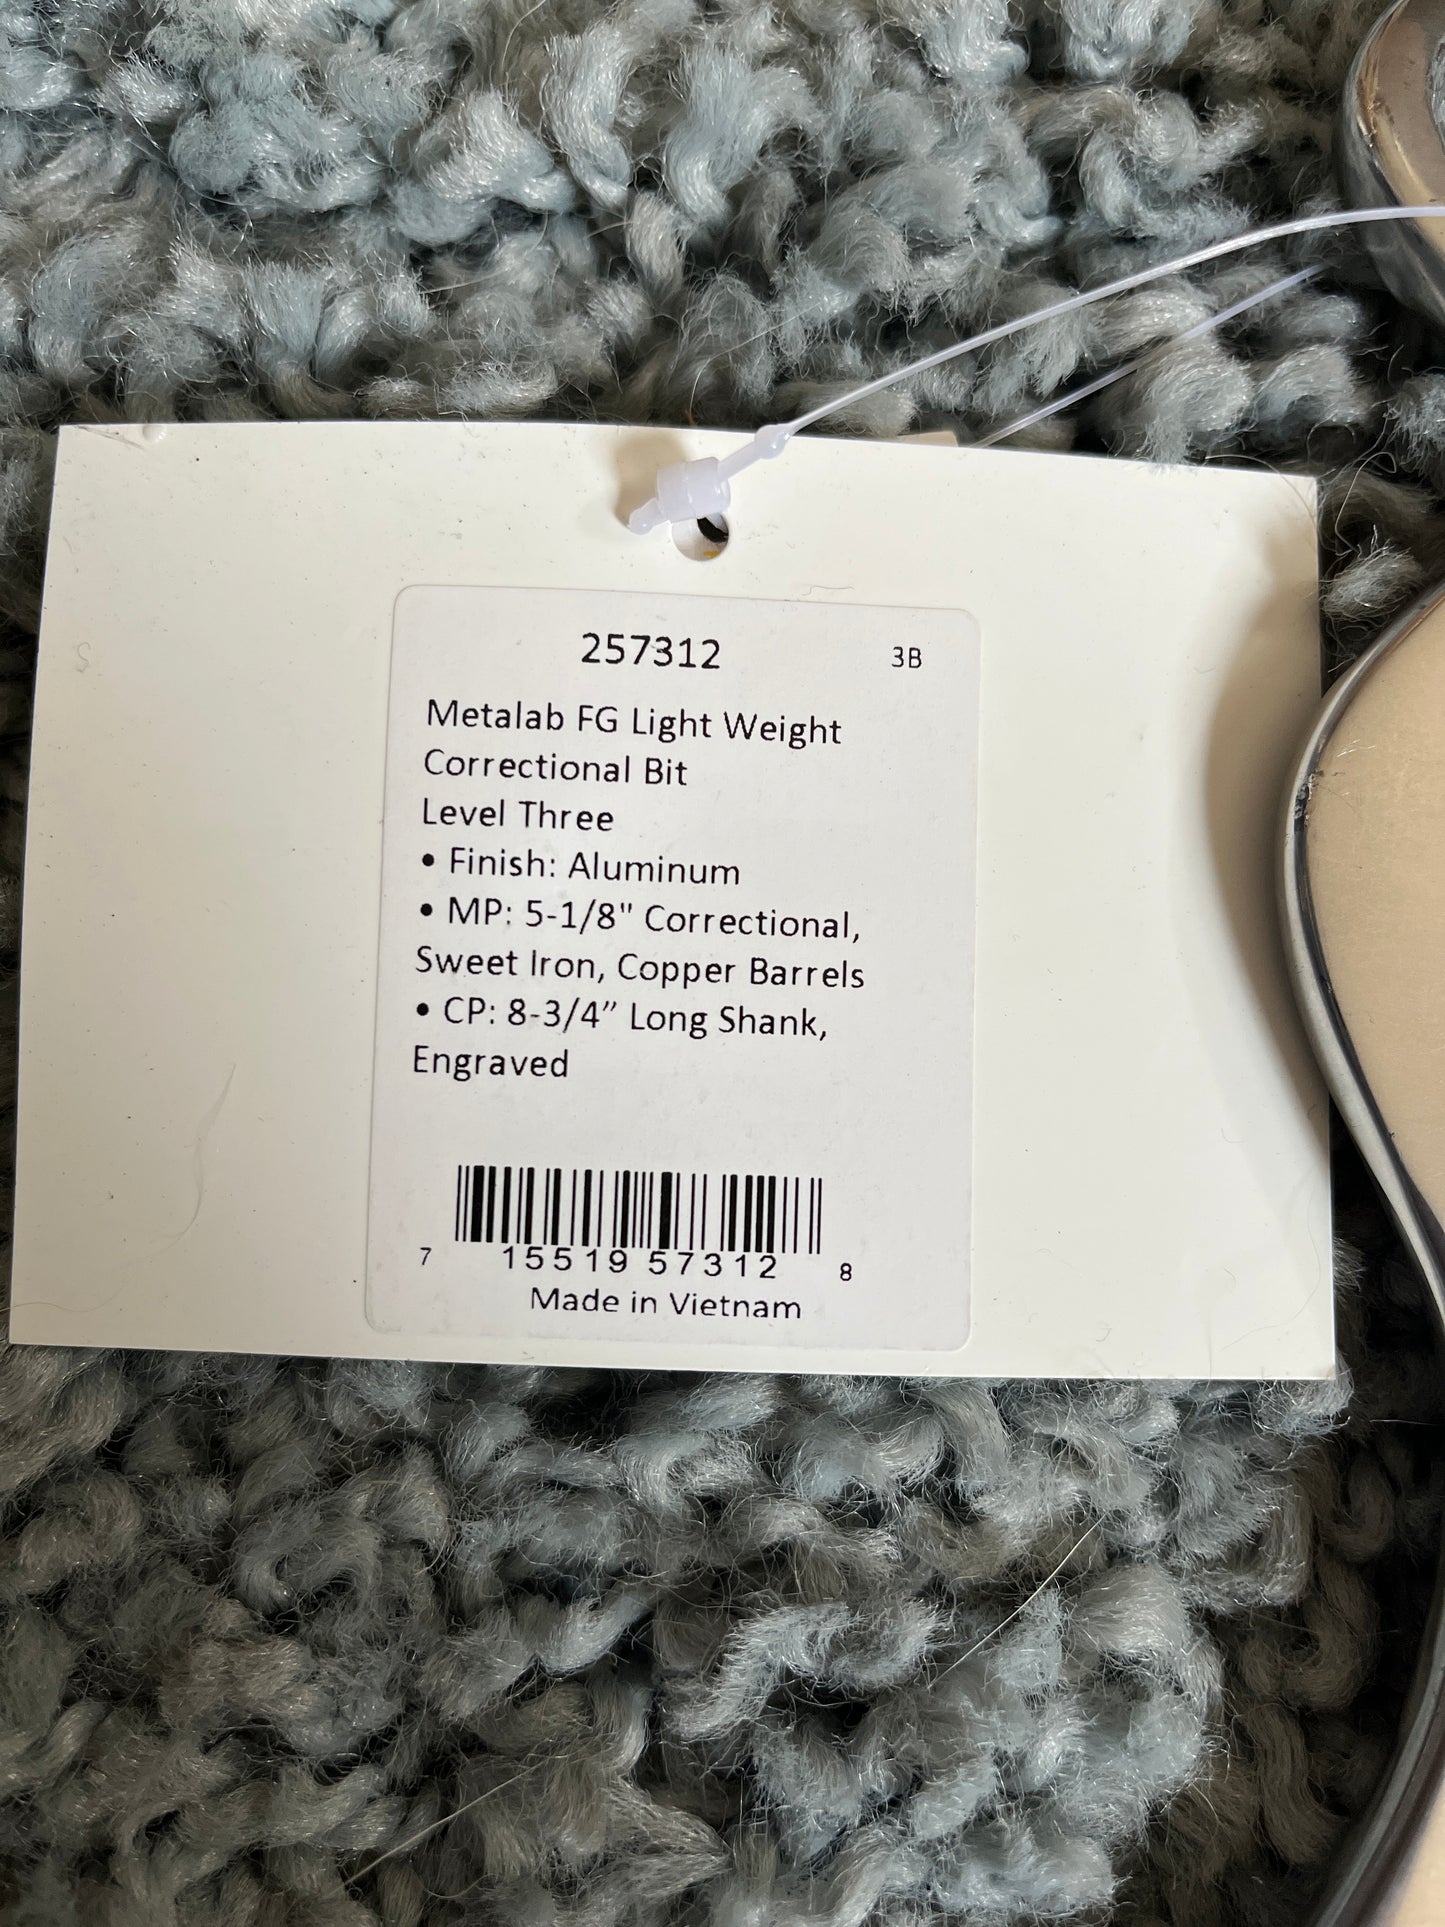 257312 3B
Metalab FG Light Weight
Correctional Bit
Level Three
• Finish: Aluminum
• MP: 5-1/8" Correctional,
Sweet Iron, Copper Barrels
• CP: 8-3/4” Long Shank,
Engraved
7 15519 57312 8
Made in Vietnam